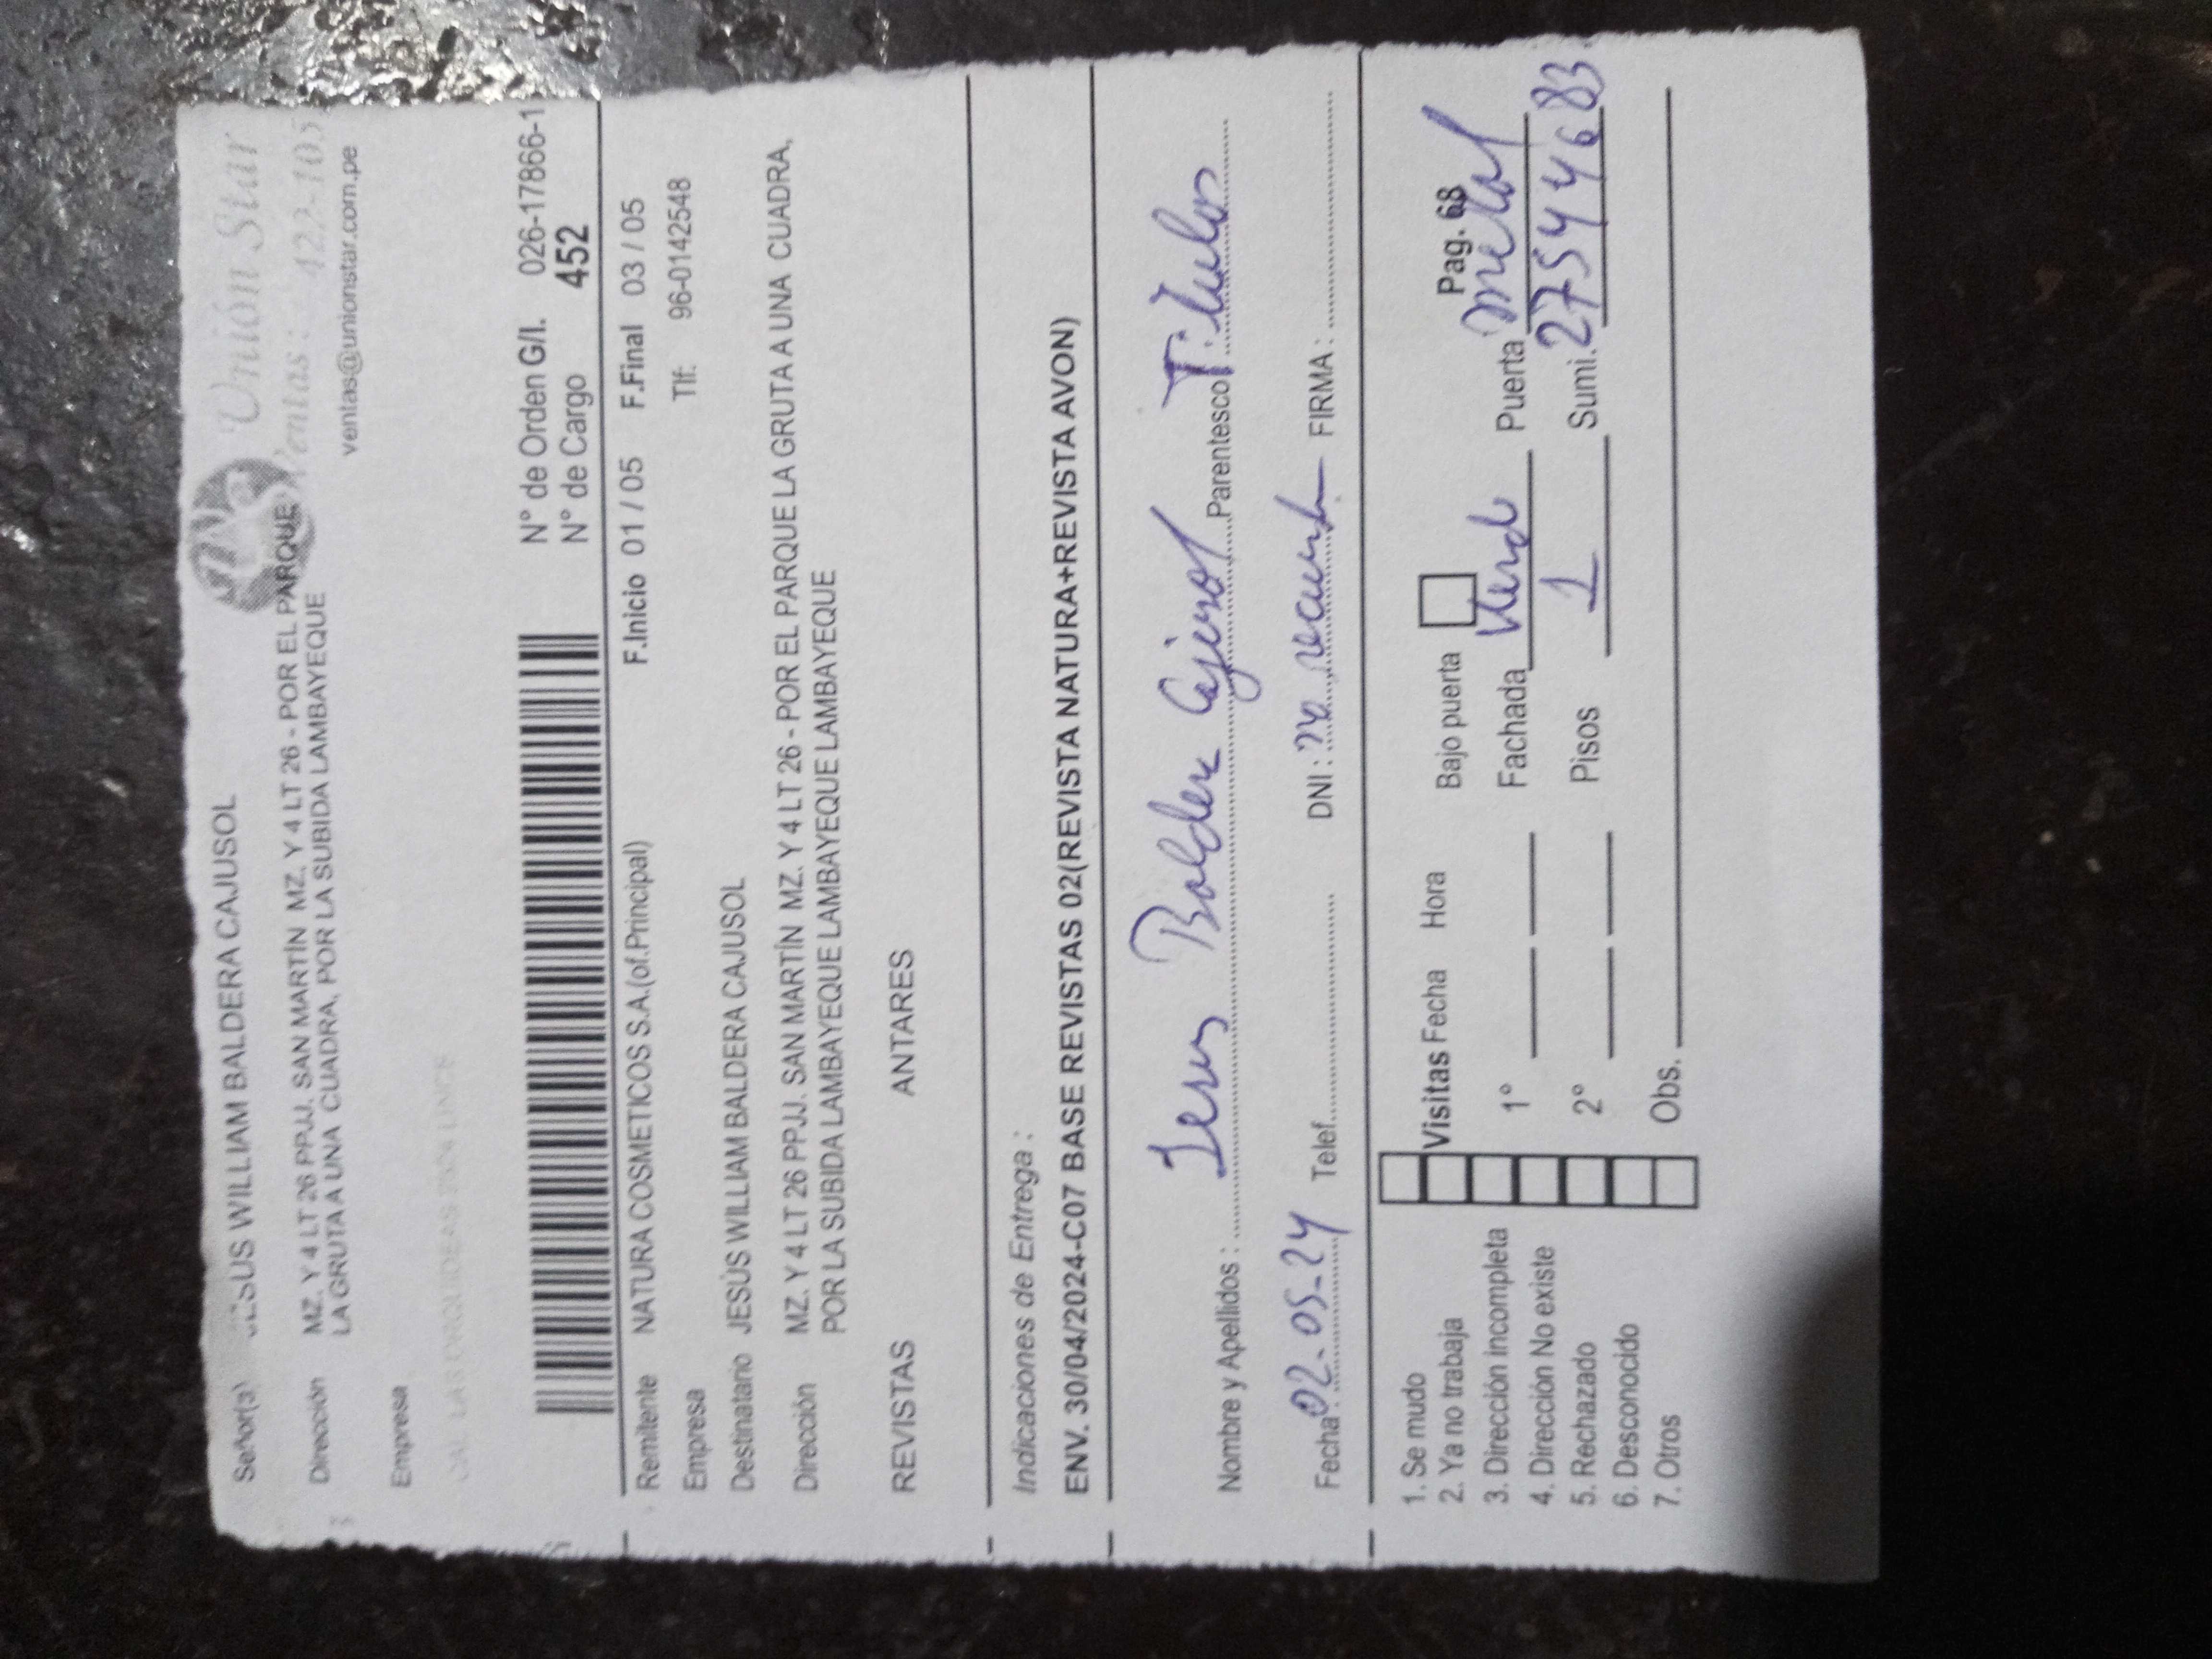 Unión Star
Señor(a) JESÚS WILLIAM BALDERA CAJUSOL
Ventas: 422-105
Dirección MZ. Y 4 LT 26 PPJJ. SAN MARTÍN MZ. Y 4 LT 26 - POR EL PARQUE
LA GRUTA A UNA CUADRA, POR LA SUBIDA LAMBAYEQUE
ventas@unionstar.com.pe
Empresa
N° de Orden G/I. 026-17866-1
N° de Cargo 452
Remitente NATURA COSMETICOS S.A.(of.Principal) F.Inicio 01 / 05 F.Final 03 / 05
Empresa Tlf: 96-0142548
Destinatario JESÚS WILLIAM BALDERA CAJUSOL
Dirección MZ. Y 4 LT 26 PPJJ. SAN MARTÍN MZ. Y 4 LT 26 - POR EL PARQUE LA GRUTA A UNA CUADRA,
POR LA SUBIDA LAMBAYEQUE LAMBAYEQUE LAMBAYEQUE
REVISTAS ANTARES
Indicaciones de Entrega :
ENV. 30/04/2024-C07 BASE REVISTAS 02(REVISTA NATURA+REVISTA AVON)
Nombre y Apellidos : Jesus Baldera Cajusol Parentesco Titular
Fecha : 02-05-24 Telef. DNI : no recuerda FIRMA :
1. Se mudo
2. Ya no trabaja
3. Dirección incompleta
4. Dirección No existe
5. Rechazado
6. Desconocido
7. Otros
Visitas Fecha Hora Bajo puerta Pag. 68
1° Fachada Verde Puerta metal
2° Pisos 1 Sumi. 27544683
Obs.